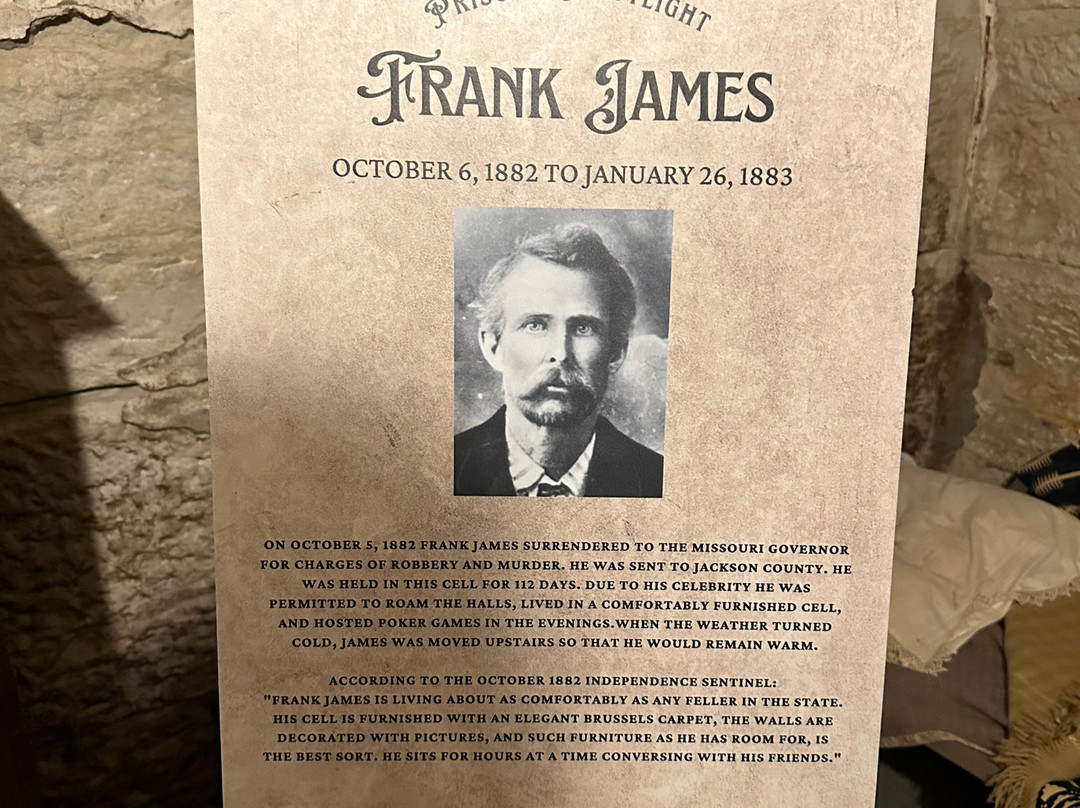 FRANK JAMES
OCTOBER 6, 1882 TO JANUARY 26, 1883
ON OCTOBER 5, 1882 FRANK JAMES SURRENDERED TO THE MISSOURI GOVERNOR
FOR CHARGES OF ROBBERY AND MURDER. HE WAS SENT TO JACKSON COUNTY. HE
WAS HELD IN THIS CELL FOR 112 DAYS. DUE TO HIS CELEBRITY HE WAS
PERMITTED TO ROAM THE HALLS, LIVED IN A COMFORTABLY FURNISHED CELL,
AND HOSTED POKER GAMES IN THE EVENINGS.WHEN THE WEATHER TURNED
COLD, JAMES WAS MOVED UPSTAIRS SO THAT HE WOULD REMAIN WARM.
ACCORDING TO THE OCTOBER 1882 INDEPENDENCE SENTINEL:
"FRANK JAMES IS LIVING ABOUT AS COMFORTABLY AS ANY FELLER IN THE STATE.
HIS CELL IS FURNISHED WITH AN ELEGANT BRUSSELS CARPET, THE WALLS ARE
DECORATED WITH PICTURES, AND SUCH FURNITURE AS HE HAS ROOM FOR, IS
THE BEST SORT. HE SITS FOR HOURS AT A TIME CONVERSING WITH HIS FRIENDS."